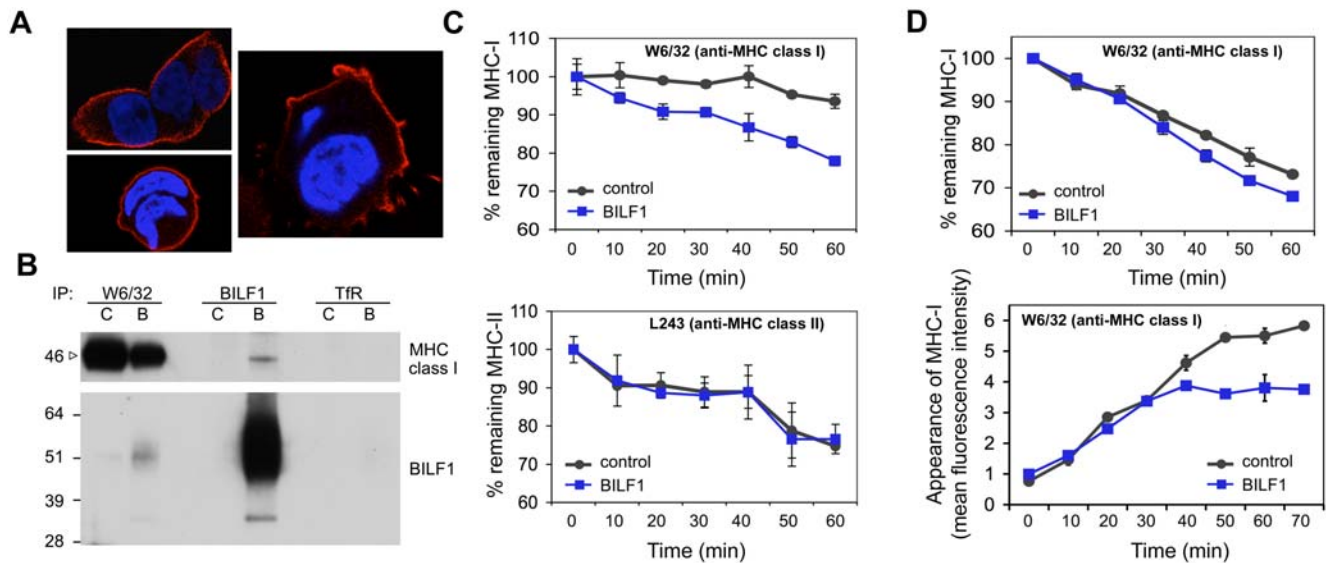 A
B
IP: W6/32 BILF1 TfR
C B C B C B
46
MHC
class I
64
51
39
28
BILF1
C
110
100
90
80
70
60
% remaining MHC-I
W6/32 (anti-MHC class I)
control
BILF1
0 10 20 30 40 50 60
Time (min)
110
100
90
80
70
60
% remaining MHC-II
L243 (anti-MHC class II)
control
BILF1
0 10 20 30 40 50 60
Time (min)
D
100
90
80
70
60
% remaining MHC-I
W6/32 (anti-MHC class I)
control
BILF1
0 10 20 30 40 50 60
Time (min)
6
5
4
3
2
1
0
Appearance of MHC-I
(mean fluorescence intensity)
W6/32 (anti-MHC class I)
control
BILF1
0 10 20 30 40 50 60 70
Time (min)